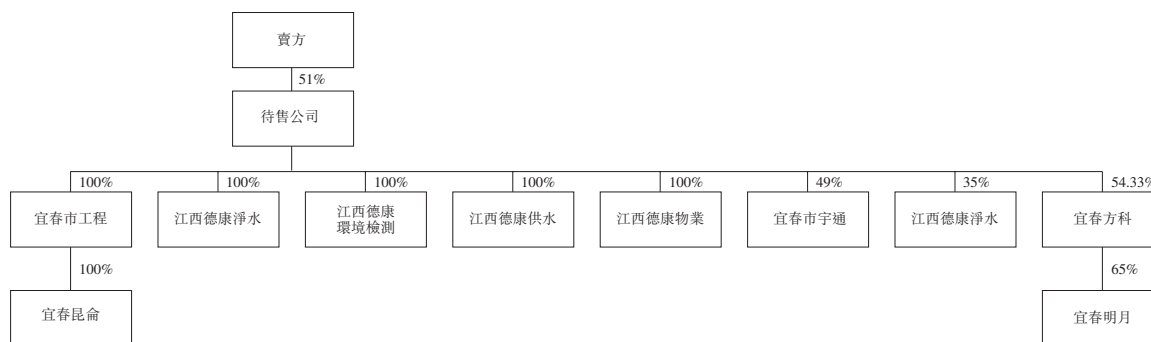 賣方
51%
待售公司
100%
100%
100%
100%
100%
49%
35%
54.33%
宜春市工程
江西德康淨水
江西德康
環境檢測
江西德康供水
江西德康物業
宜春市宇通
江西德康淨水
宜春方科
100%
65%
宜春昆侖
宜春明月